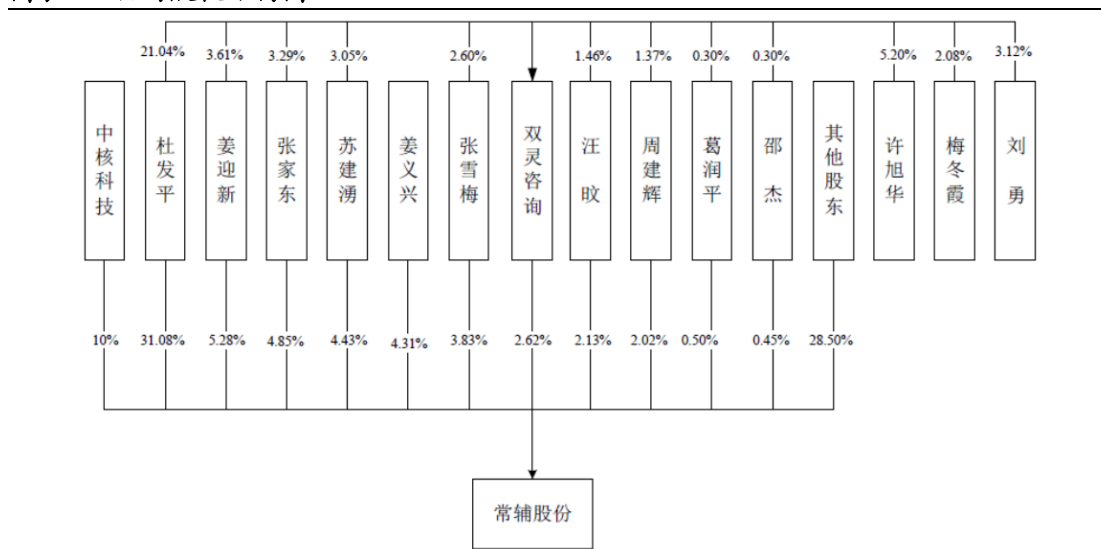 21.04% 3.61% 3.29% 3.05% 2.60% 1.46% 1.37% 0.30% 0.30% 5.20% 2.08% 3.12%
中核科技
杜发平
姜迎新
张家东
苏建湧
姜义兴
张雪梅
双灵咨询
汪旼
周建辉
葛润平
邵杰
其他股东
许旭华
梅冬霞
刘勇
10% 31.08% 5.28% 4.85% 4.43% 4.31% 3.83% 2.62% 2.13% 2.02% 0.50% 0.45% 28.50%
常辅股份